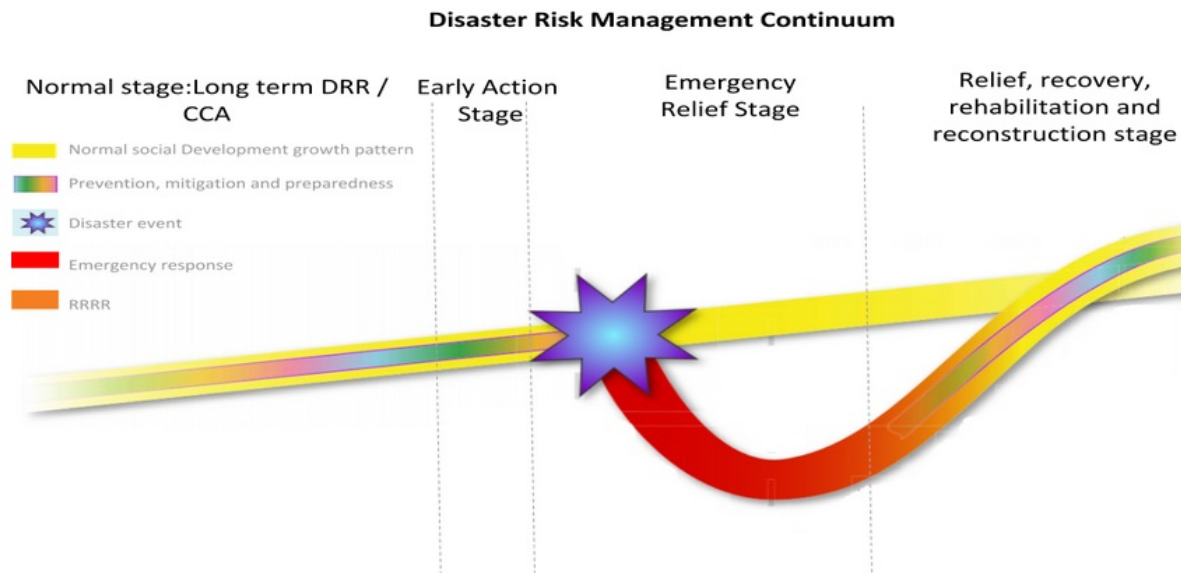 Disaster Risk Management Continuum
Normal stage:Long term DRR /
CCA
Early Action
Stage
Emergency
Relief Stage
Relief, recovery,
rehabilitation and
reconstruction stage
Normal social Development growth pattern
Prevention, mitigation and preparedness
Disaster event
Emergency response
RRRR